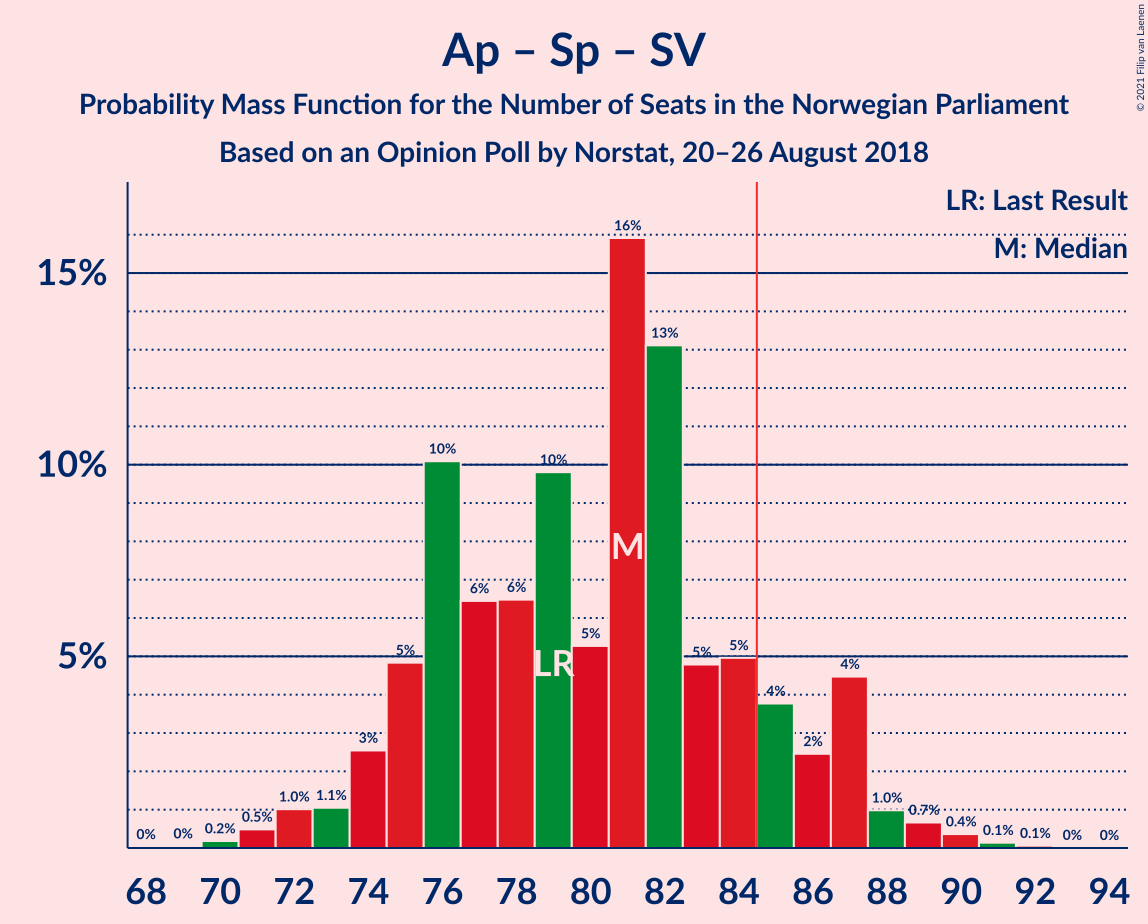 Ap – Sp – SV
Probability Mass Function for the Number of Seats in the Norwegian Parliament
Based on an Opinion Poll by Norstat, 20–26 August 2018
© 2021 Filip van Laenen
LR: Last Result
M: Median
15%
10%
5%
0% 0% 0.2% 0.5% 1.0% 1.1% 3% 5% 10% 6% 6% 10% 5% 16% 13% 5% 5% 4% 2% 4% 1.0% 0.7% 0.4% 0.1% 0.1% 0% 0%
LR
M
68 70 72 74 76 78 80 82 84 86 88 90 92 94